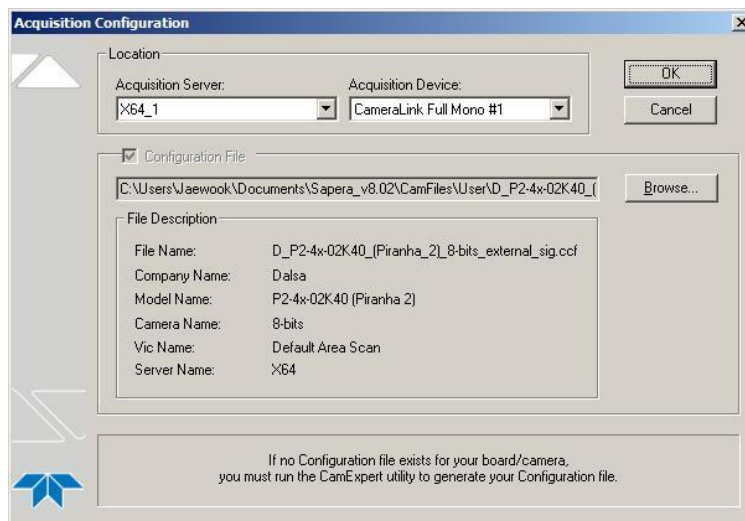 Acquisition Configuration
Location
Acquisition Server:
Acquisition Device:
X64_1
CameraLink Full Mono #1
OK
Cancel
Configuration File
C:\Users\Jaewook\Documents\Sapera_v8.02\CamFiles\User\D_P2-4x-02K40_(
Browse...
File Description
File Name: D_P2-4x-02K40_(Piranha_2)_8-bits_external_sig.ccf
Company Name: Dalsa
Model Name: P2-4x-02K40 (Piranha 2)
Camera Name: 8-bits
Vic Name: Default Area Scan
Server Name: X64
If no Configuration file exists for your board/camera,
you must run the CamExpert utility to generate your Configuration file.